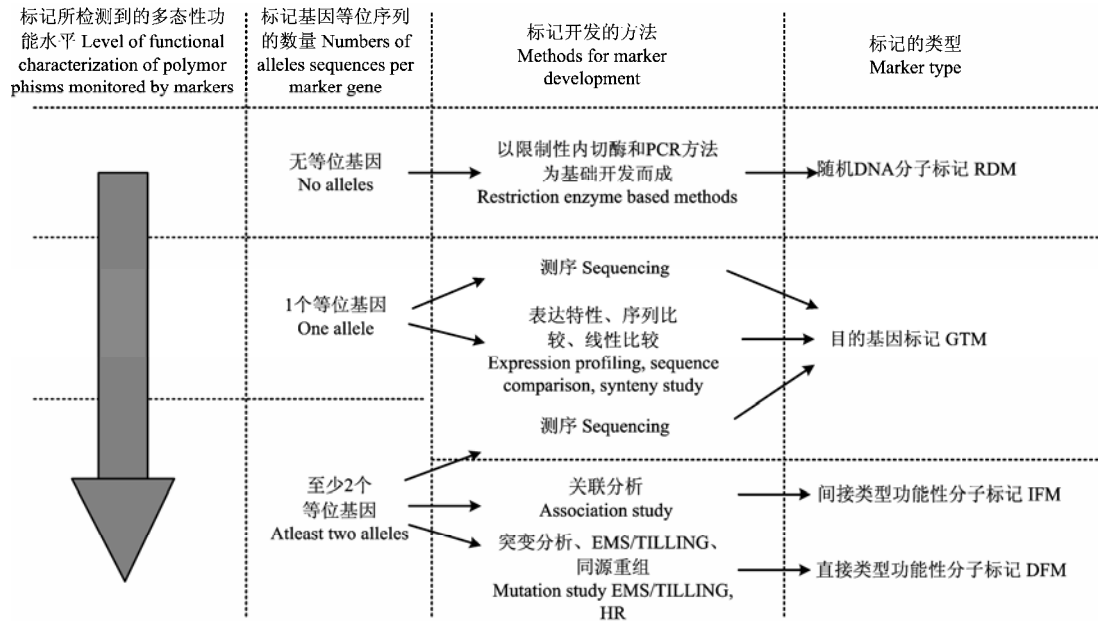 标记所检测到的多态性功
能水平 Level of functional
characterization of polymor
phisms monitored by markers
标记基因等位序列
的数量 Numbers of
alleles sequences per
marker gene
标记开发的方法
Methods for marker
development
标记的类型
Marker type
无等位基因
No alleles
以限制性内切酶和PCR方法
为基础开发而成
Restriction enzyme based methods
随机DNA分子标记 RDM
1个等位基因
One allele
测序 Sequencing
表达特性、序列比
较、线性比较
Expression profiling, sequence
comparison, synteny study
目的基因标记 GTM
测序 Sequencing
至少2个
等位基因
Atleast two alleles
关联分析
Association study
间接类型功能性分子标记 IFM
突变分析、EMS/TILLING、
同源重组
Mutation study EMS/TILLING,
HR
直接类型功能性分子标记 DFM